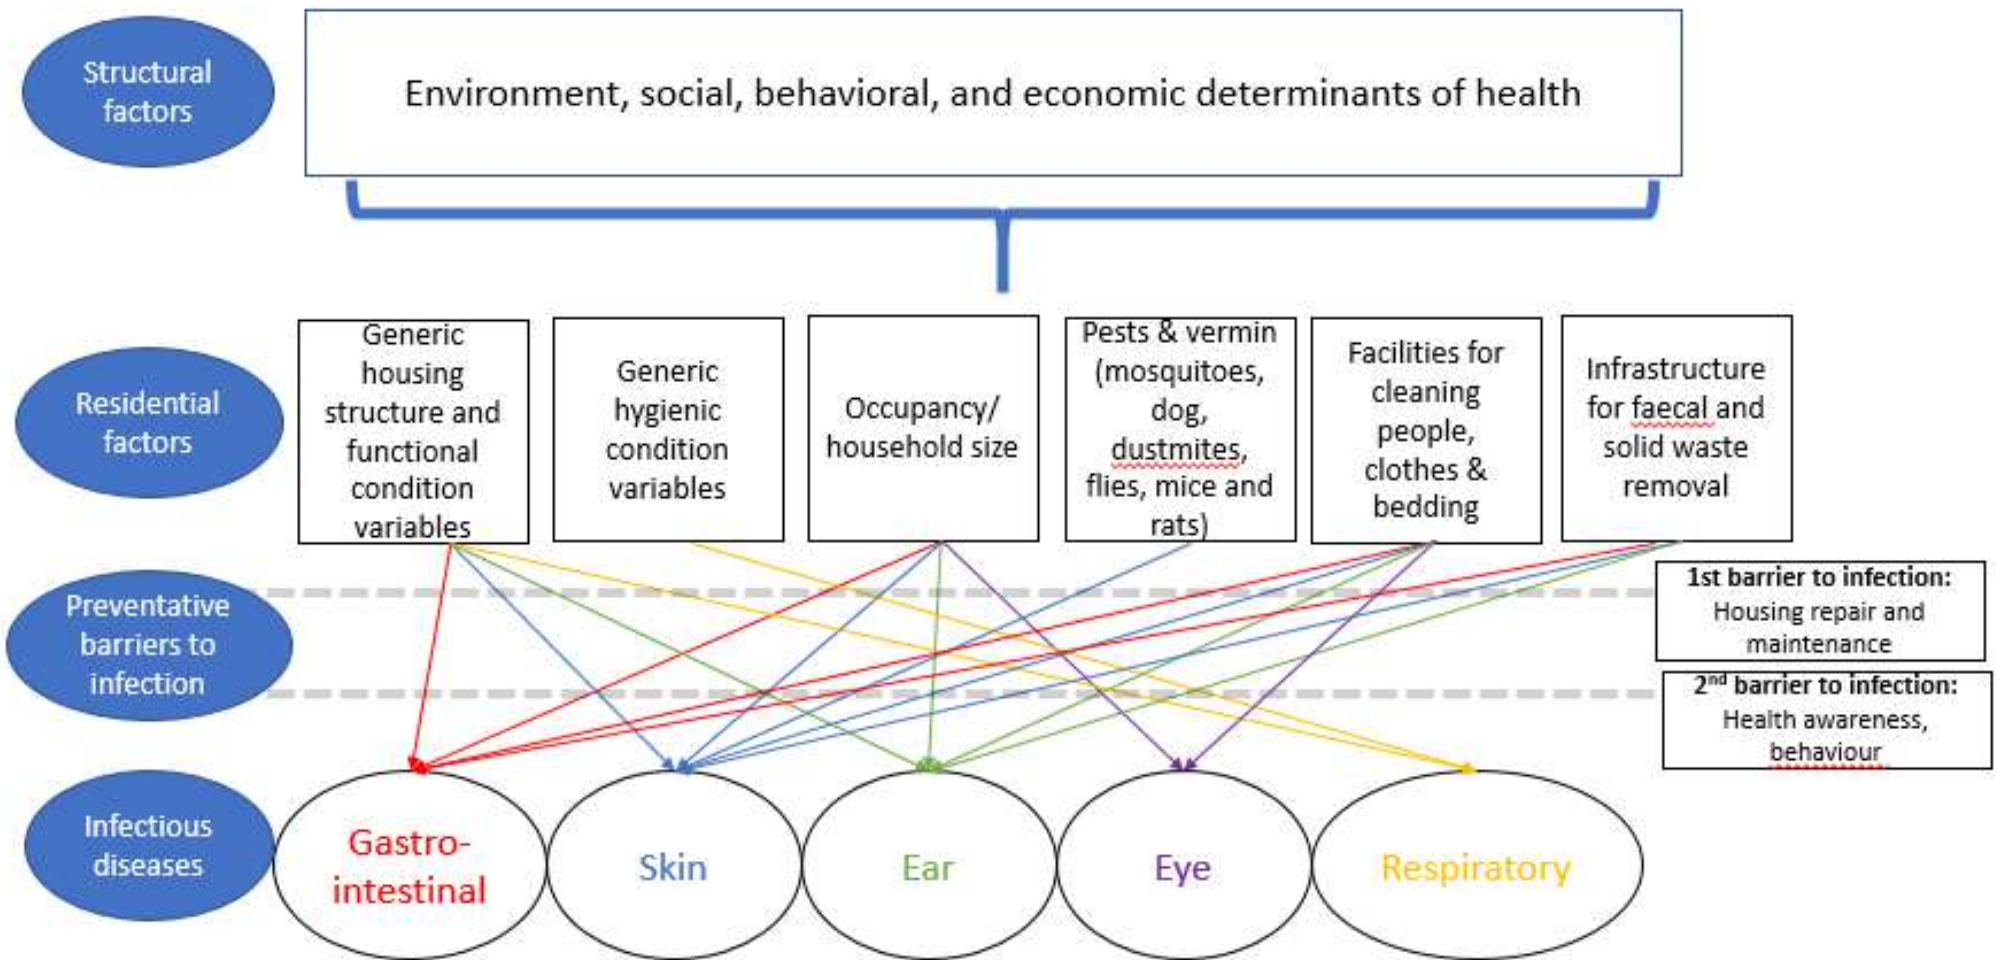 Structural
factors
Environment, social, behavioral, and economic determinants of health
Residential
factors
Generic
housing
structure and
functional
condition
variables
Generic
hygienic
condition
variables
Occupancy/
household size
Pests & vermin
(mosquitoes,
dog,
dustmites,
flies, mice and
rats)
Facilities for
cleaning
people,
clothes &
bedding
Infrastructure
for faecal and
solid waste
removal
Preventative
barriers to
infection
1st barrier to infection:
Housing repair and
maintenance
2nd barrier to infection:
Health awareness,
behaviour
Infectious
diseases
Gastro-
intestinal
Skin
Ear
Eye
Respiratory